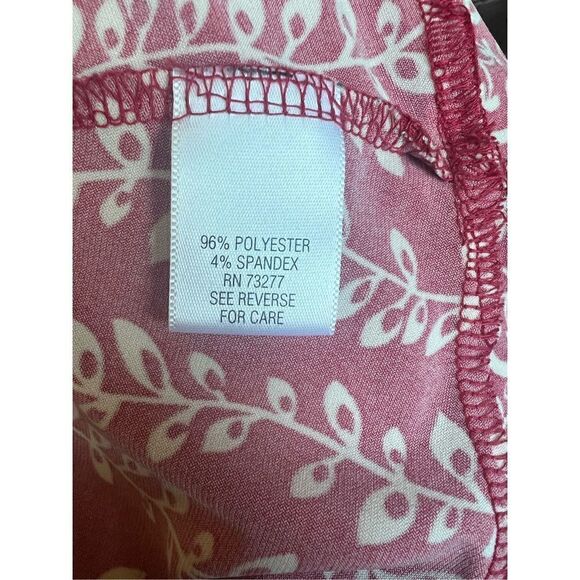 96% POLYESTER
4% SPANDEX
RN 73277
SEE REVERSE
FOR CARE